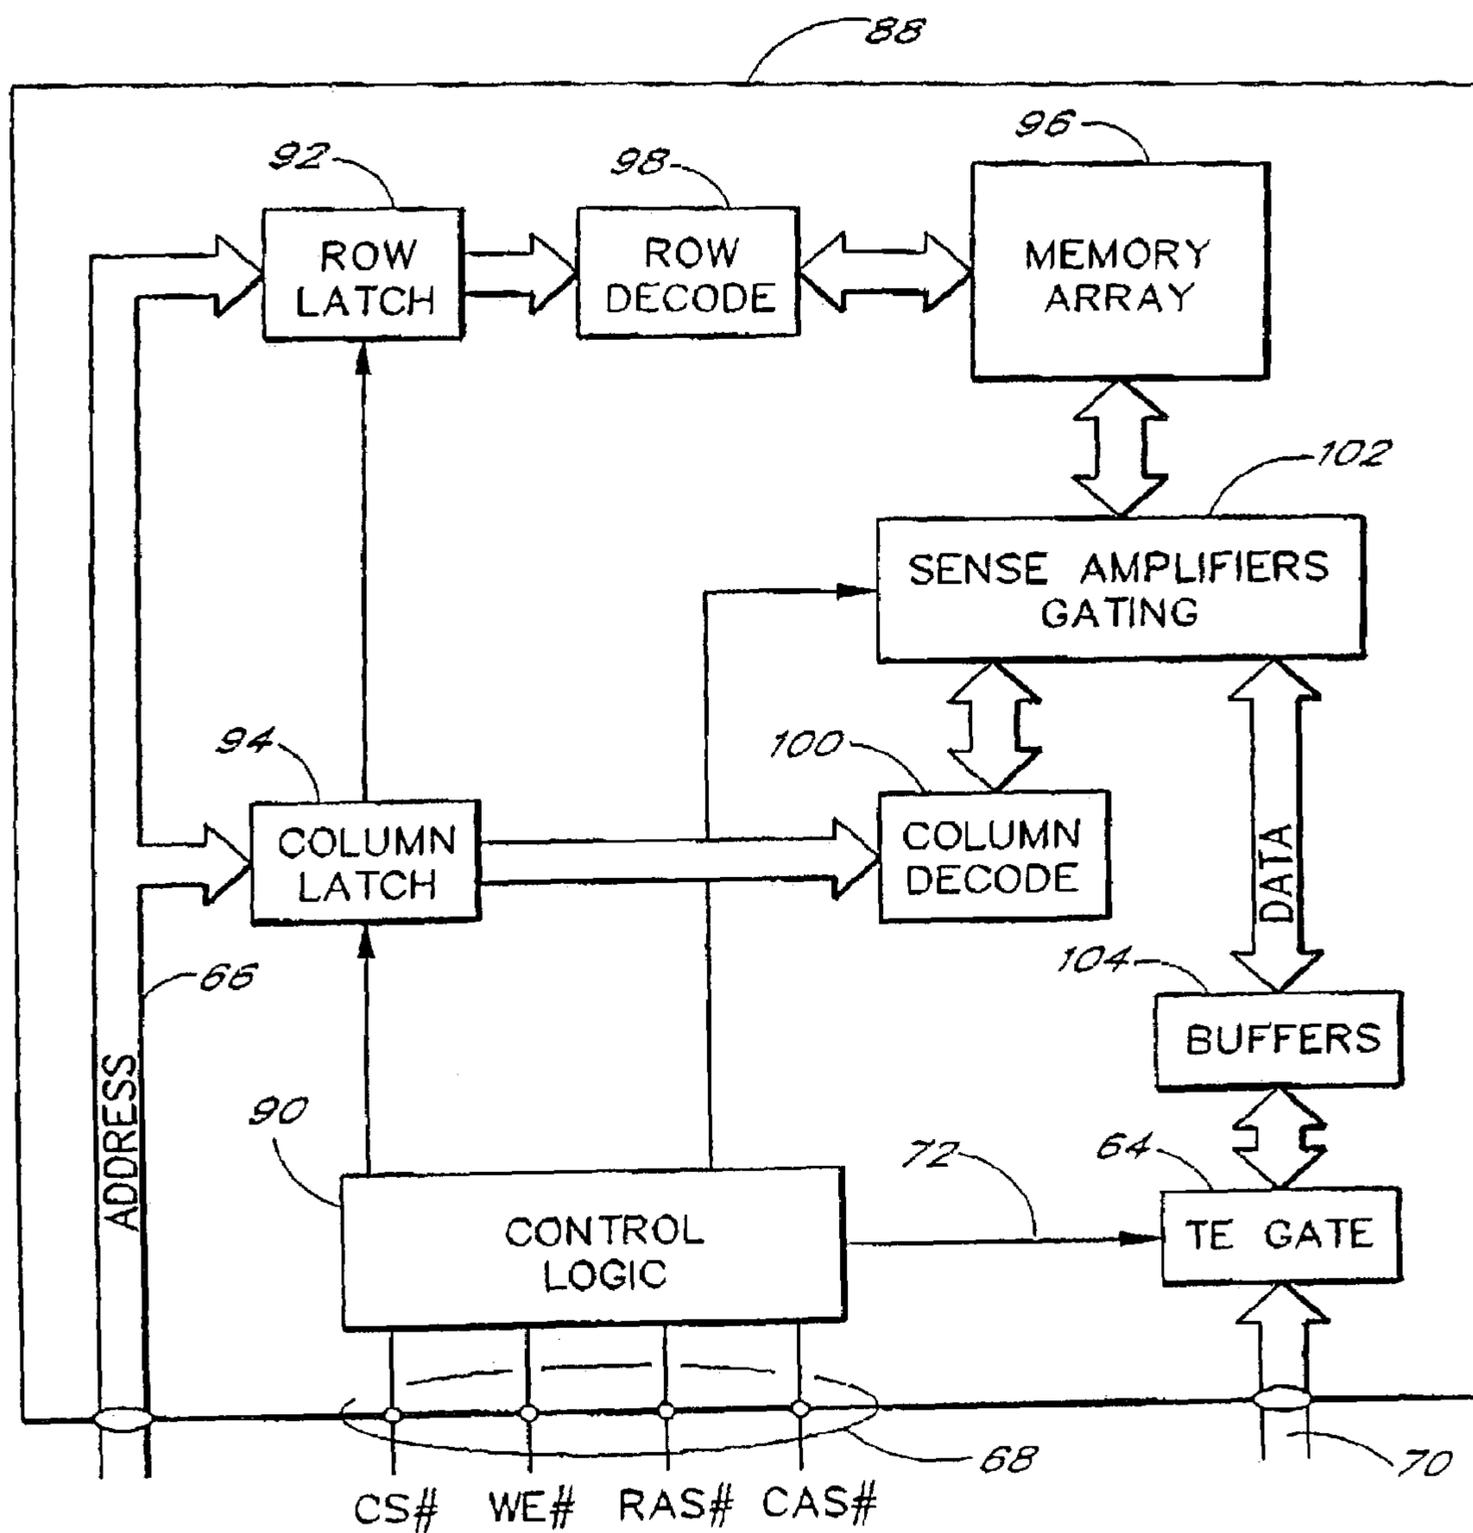 88
92
98
96
ROW
LATCH
ROW
DECODE
MEMORY
ARRAY
102
SENSE AMPLIFIERS
GATING
94
100
COLUMN
LATCH
COLUMN
DECODE
DATA
66
104
BUFFERS
ADDRESS
90
72
64
CONTROL
LOGIC
TE GATE
68
70
CS# WE# RAS# CAS#